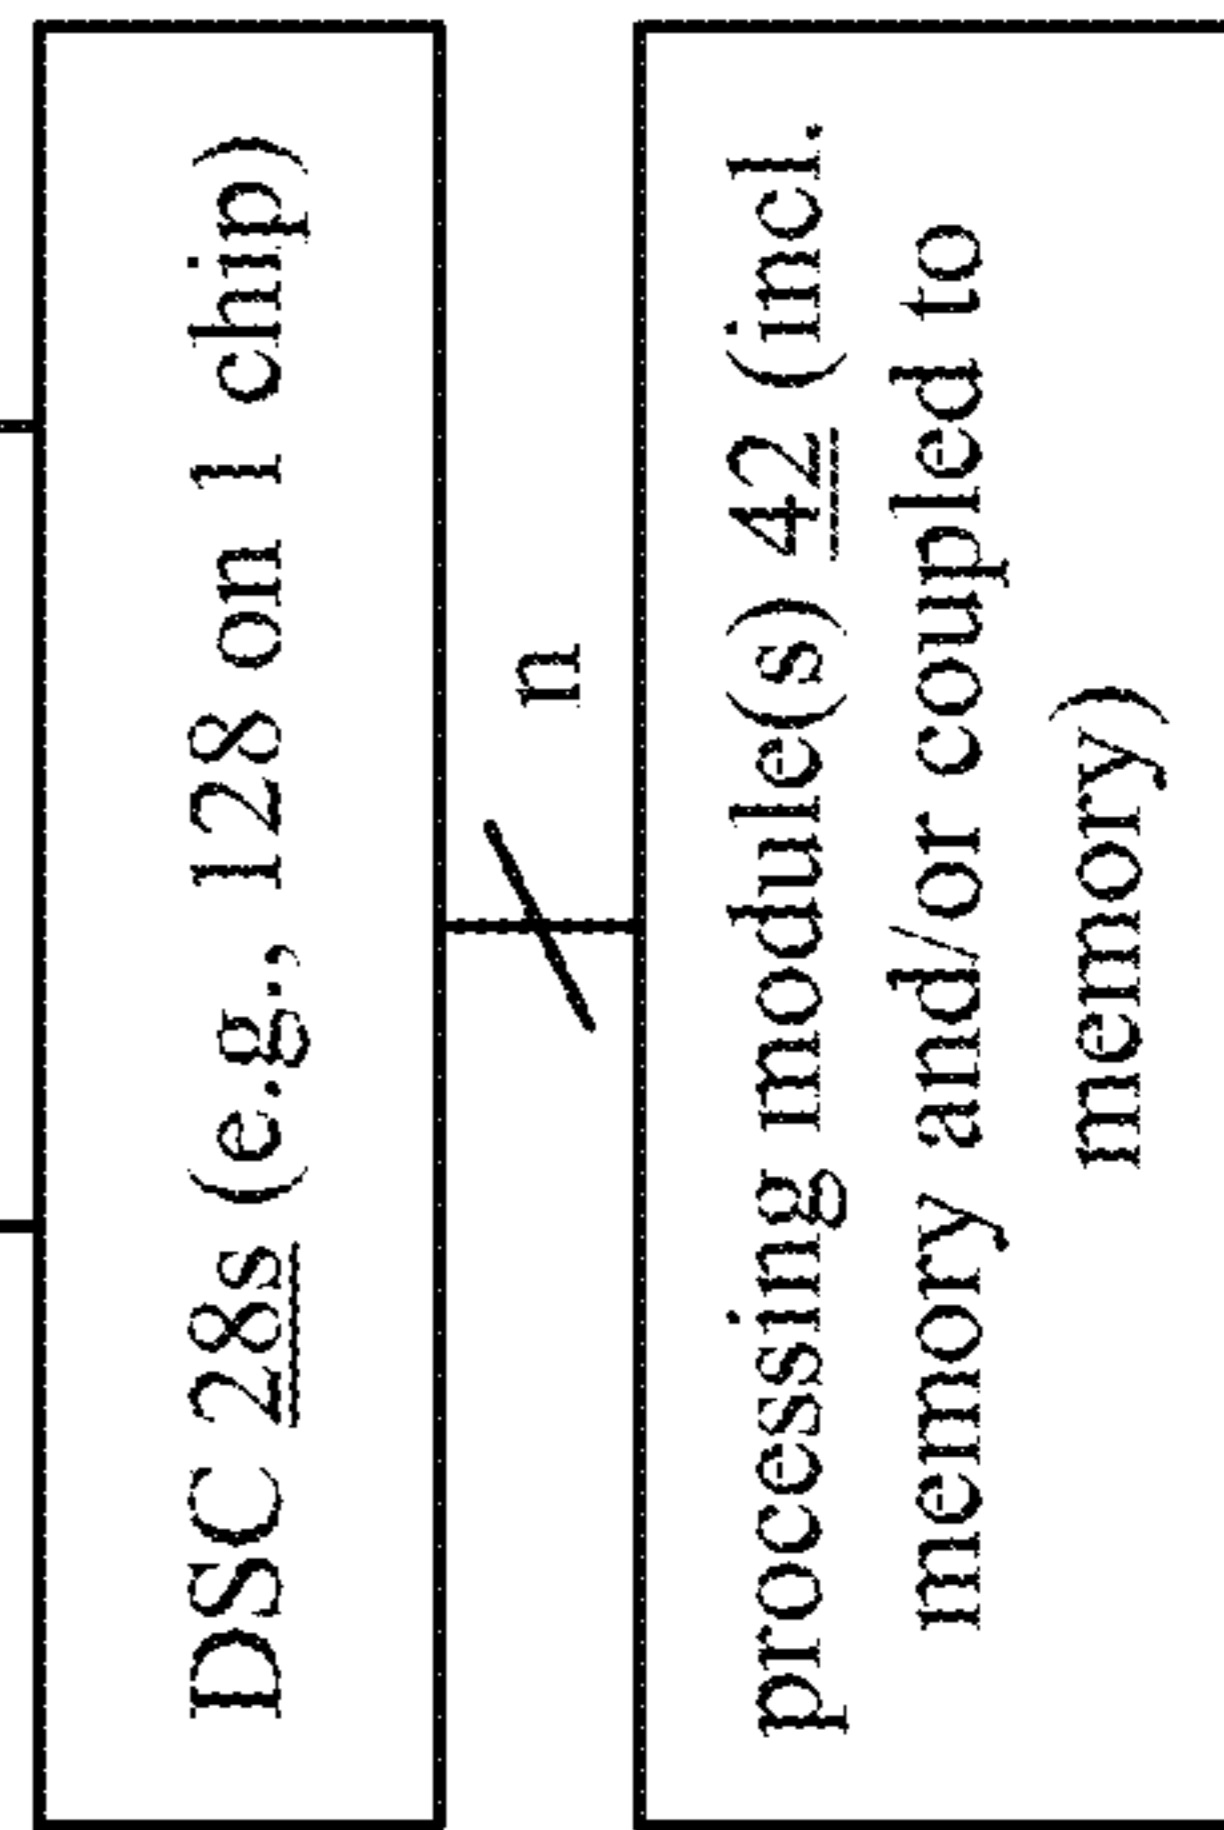 DSC 28s (e.g., 128 on 1 chip)
n
processing module(s) 42 (incl.
memory and/or coupled to
memory)